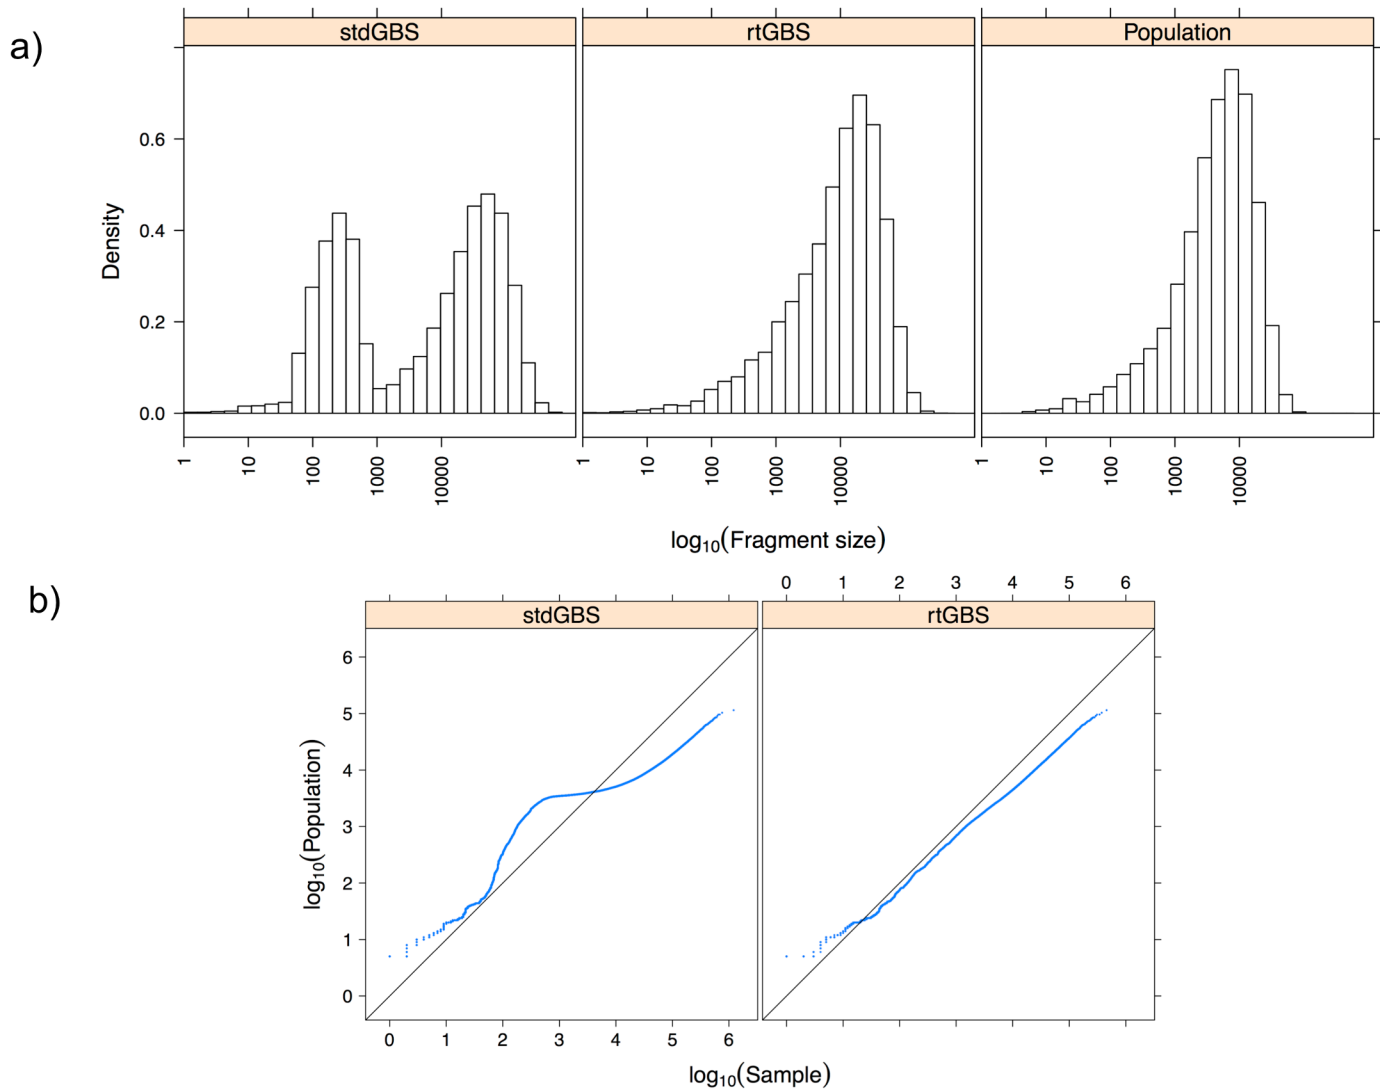 a)
stdGBS rtGBS Population
Density
0.6
0.4
0.2
0.0
1 10 100 1000 10000 1 10 100 1000 10000 1 10 100 1000 10000
log10(Fragment size)
b)
0 1 2 3 4 5 6
stdGBS rtGBS
log10(Population)
6
5
4
3
2
1
0
0 1 2 3 4 5 6
log10(Sample)